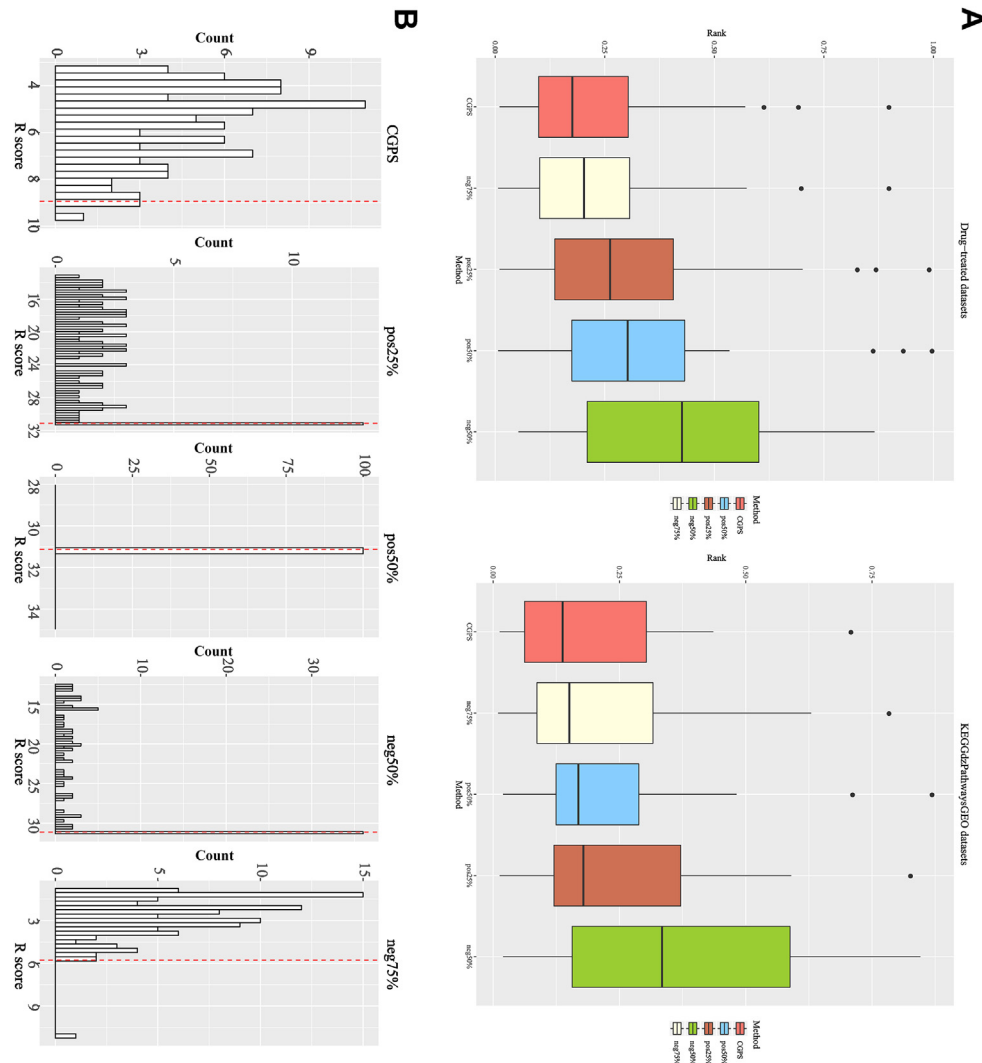 A
Drug-treated datasets
Rank
1.00
0.75
0.50
0.25
0.00
CGPS
neg75%
pos25%
pos50%
neg50%
Method
Method
CGPS
pos50%
pos25%
neg50%
neg75%
KEGGdzPathwaysGEO datasets
Rank
0.75
0.50
0.25
0.00
CGPS
neg75%
pos50%
pos25%
neg50%
Method
Method
CGPS
pos50%
pos25%
neg50%
neg75%
B
CGPS
Count
9
6
3
0
4
6
8
10
R score
pos25%
Count
10
5
0
16
20
24
28
32
R score
pos50%
Count
100
75
50
25
0
28
30
32
34
R score
neg50%
Count
30
20
10
0
15
20
25
30
R score
neg75%
Count
15
10
5
0
3
6
9
R score